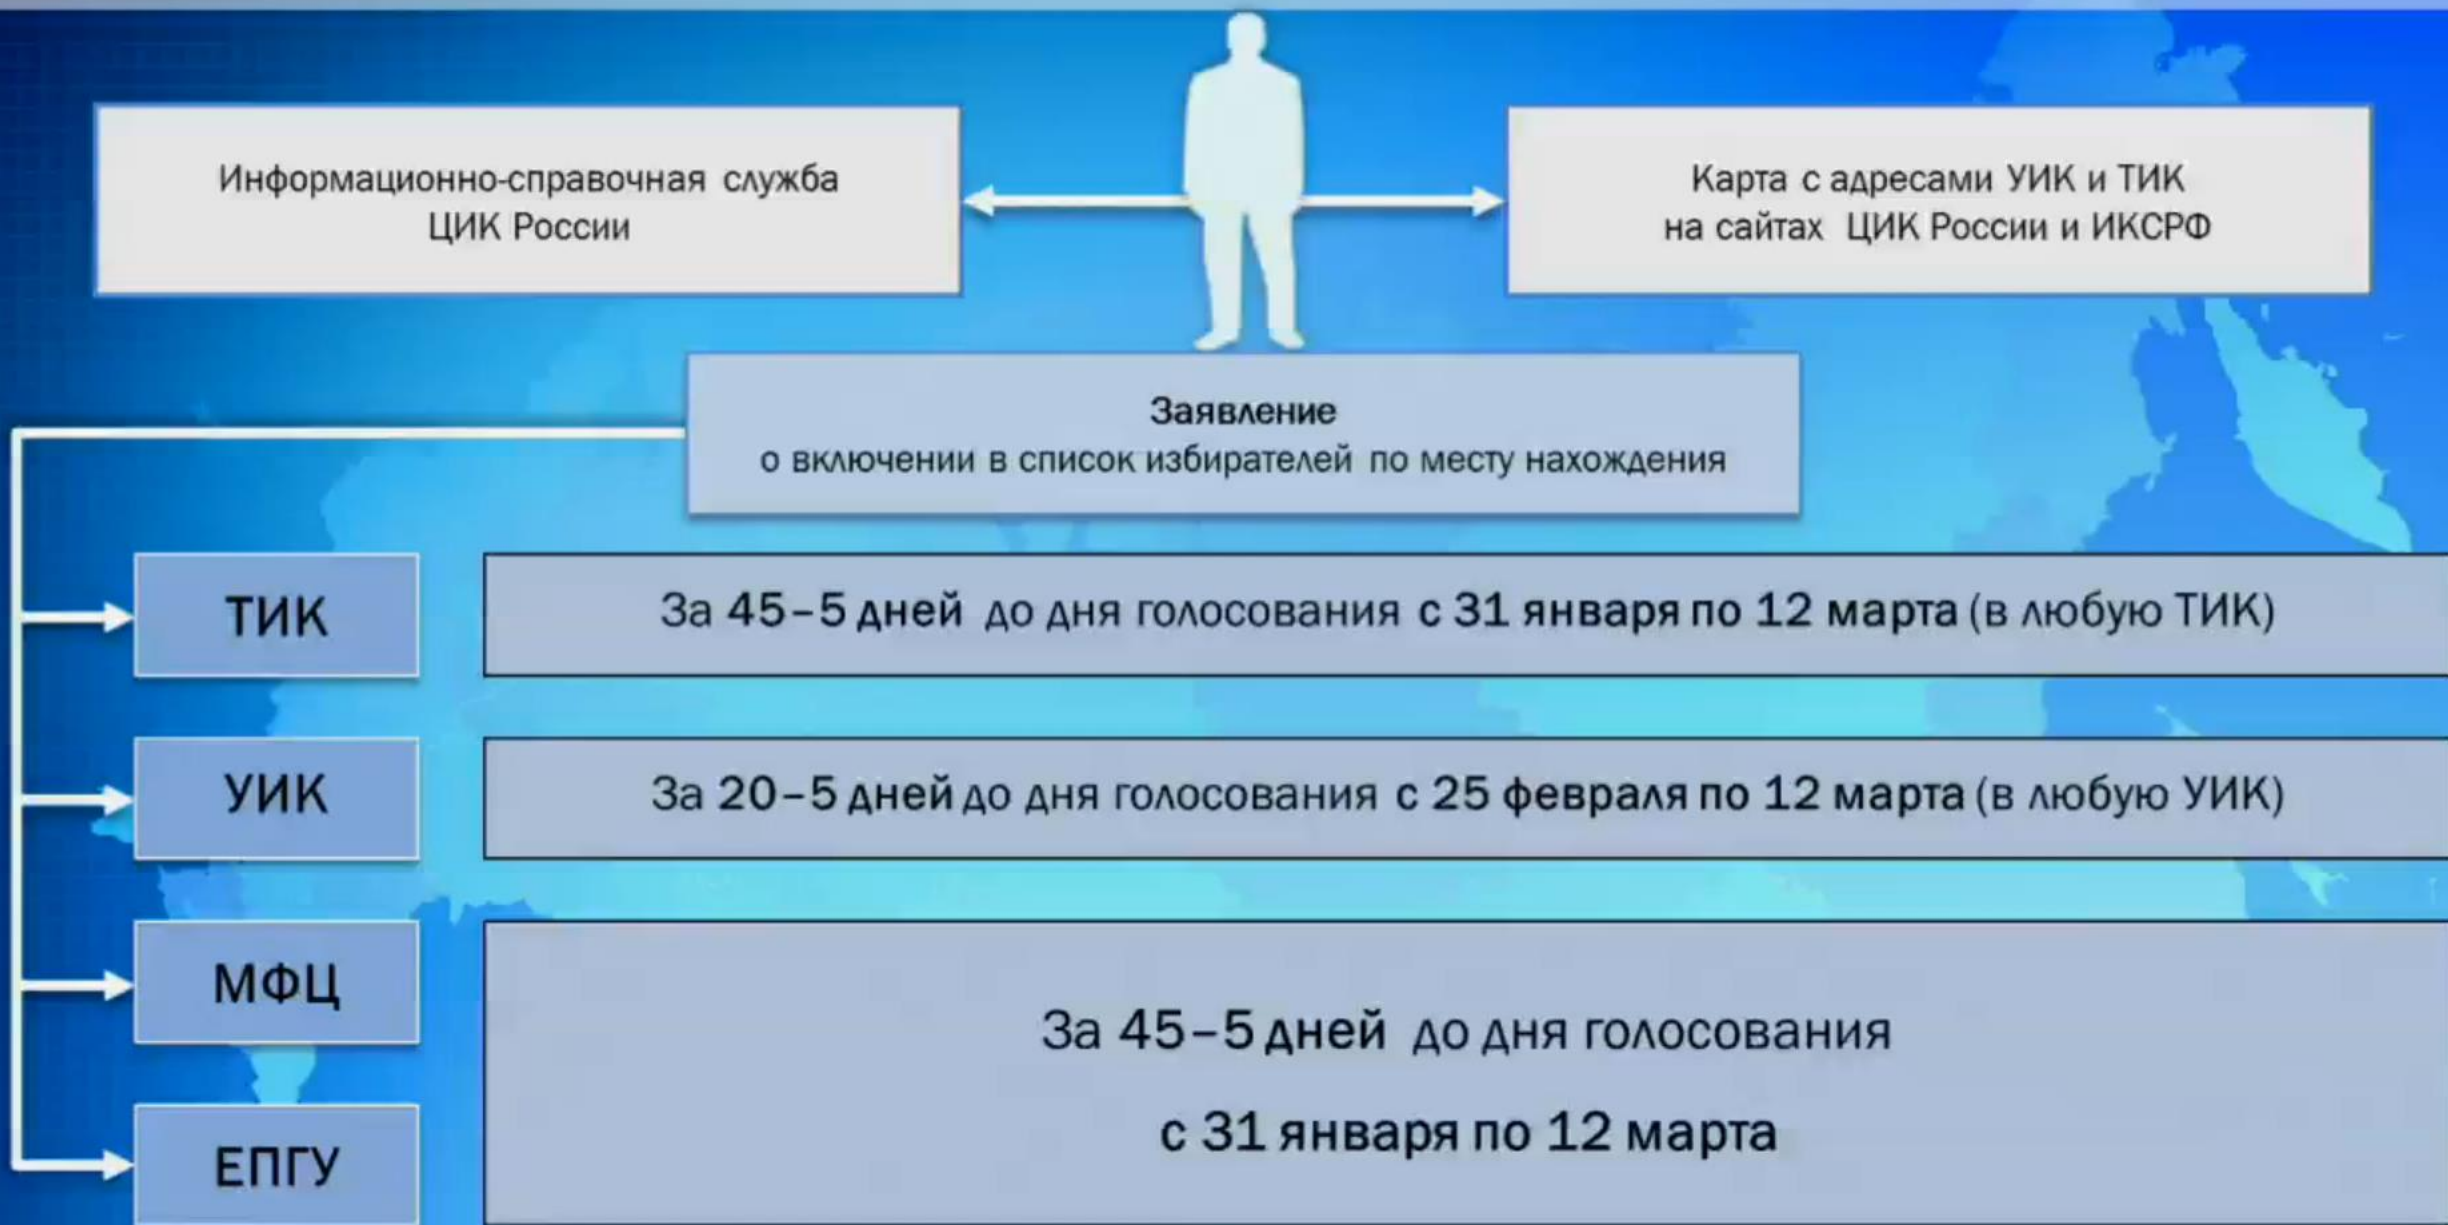 Информационно-справочная служба
ЦИК России
Карта с адресами УИК и ТИК
на сайтах ЦИК России и ИКСРФ
Заявление
о включении в список избирателей по месту нахождения
ТИК
За 45–5 дней до дня голосования с 31 января по 12 марта (в любую ТИК)
УИК
За 20–5 дней до дня голосования с 25 февраля по 12 марта (в любую УИК)
МФЦ
ЕПГУ
За 45–5 дней до дня голосования
с 31 января по 12 марта